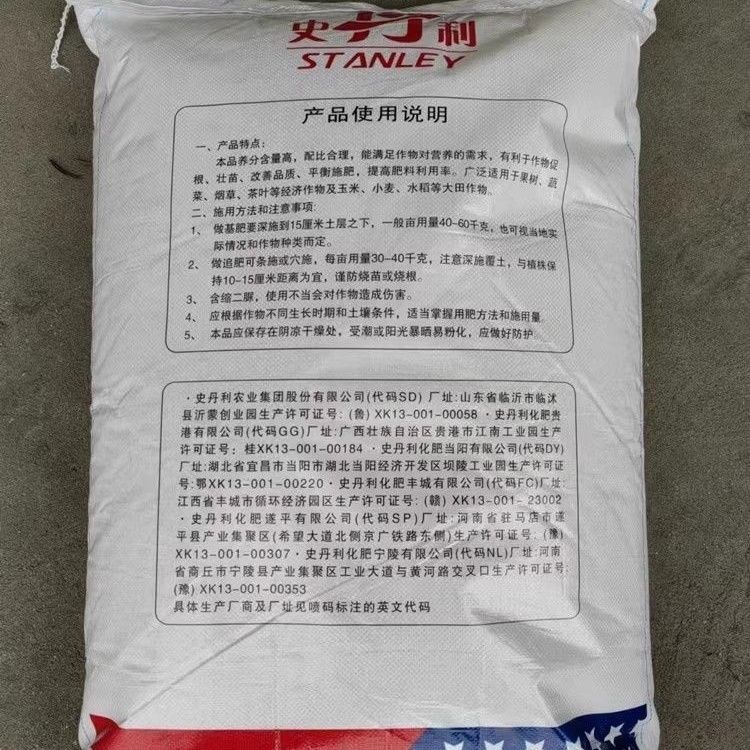 史丹利
STANLEY
产品使用说明
一、产品特点:
本品养分含量高，配比合理，能满足作物对营养的需求，有利于作物促
根、壮苗、改善品质、平衡施肥，提高肥料利用率。广泛适用于果树、蔬
菜、烟草、茶叶等经济作物及玉米、小麦、水稻等大田作物。
二、施用方法和注意事项:
1、 做基肥要深施到15厘米土层之下，一般亩用量40-60千克，也可视当地实
际情况和作物种类而定。
2、 做追肥可条施或穴施，每亩用量30-40千克，注意深施覆土，与植株保
持10-15厘米距离为宜，谨防烧苗或烧根。
3、 含缩二脲，使用不当会对作物造成伤害。
4、 应根据作物不同生长时期和土壤条件，适当掌握用肥方法和施用量
5、 本品应保存在阴凉干燥处，受潮或阳光暴晒易粉化，应做好防护
·史丹利农业集团股份有限公司(代码SD) 厂址:山东省临沂市临沭
县沂蒙创业园生产许可证号: (鲁) XK13-001-00058 ·史丹利化肥贵
港有限公司(代码GG)厂址:广西壮族自治区贵港市江南工业园生产
许可证号: 桂XK13-001-00184 ·史丹利化肥当阳有限公司(代码DY)
厂址:湖北省宜昌市当阳市湖北当阳经济开发区坝陵工业园生产许可证
号:鄂XK13-001-00220·史丹利化肥丰城有限公司(代码FC)厂址:
江西省丰城市循环经济园区生产许可证号: (赣) XK13-001- 23002
·史丹利化肥遂平有限公司(代码SP)厂址:河南省驻马店市遂
平县产业集聚区(希望大道北侧京广铁路东侧)生产许可证号: (豫)
XK13-001-00307·史丹利化肥宁陵有限公司(代码NL)厂址:河南
省商丘市宁陵县产业集聚区工业大道与黄河路交叉口生产许可证号:
(豫) XK13-001-00353
具体生产厂商及厂址见喷码标注的英文代码